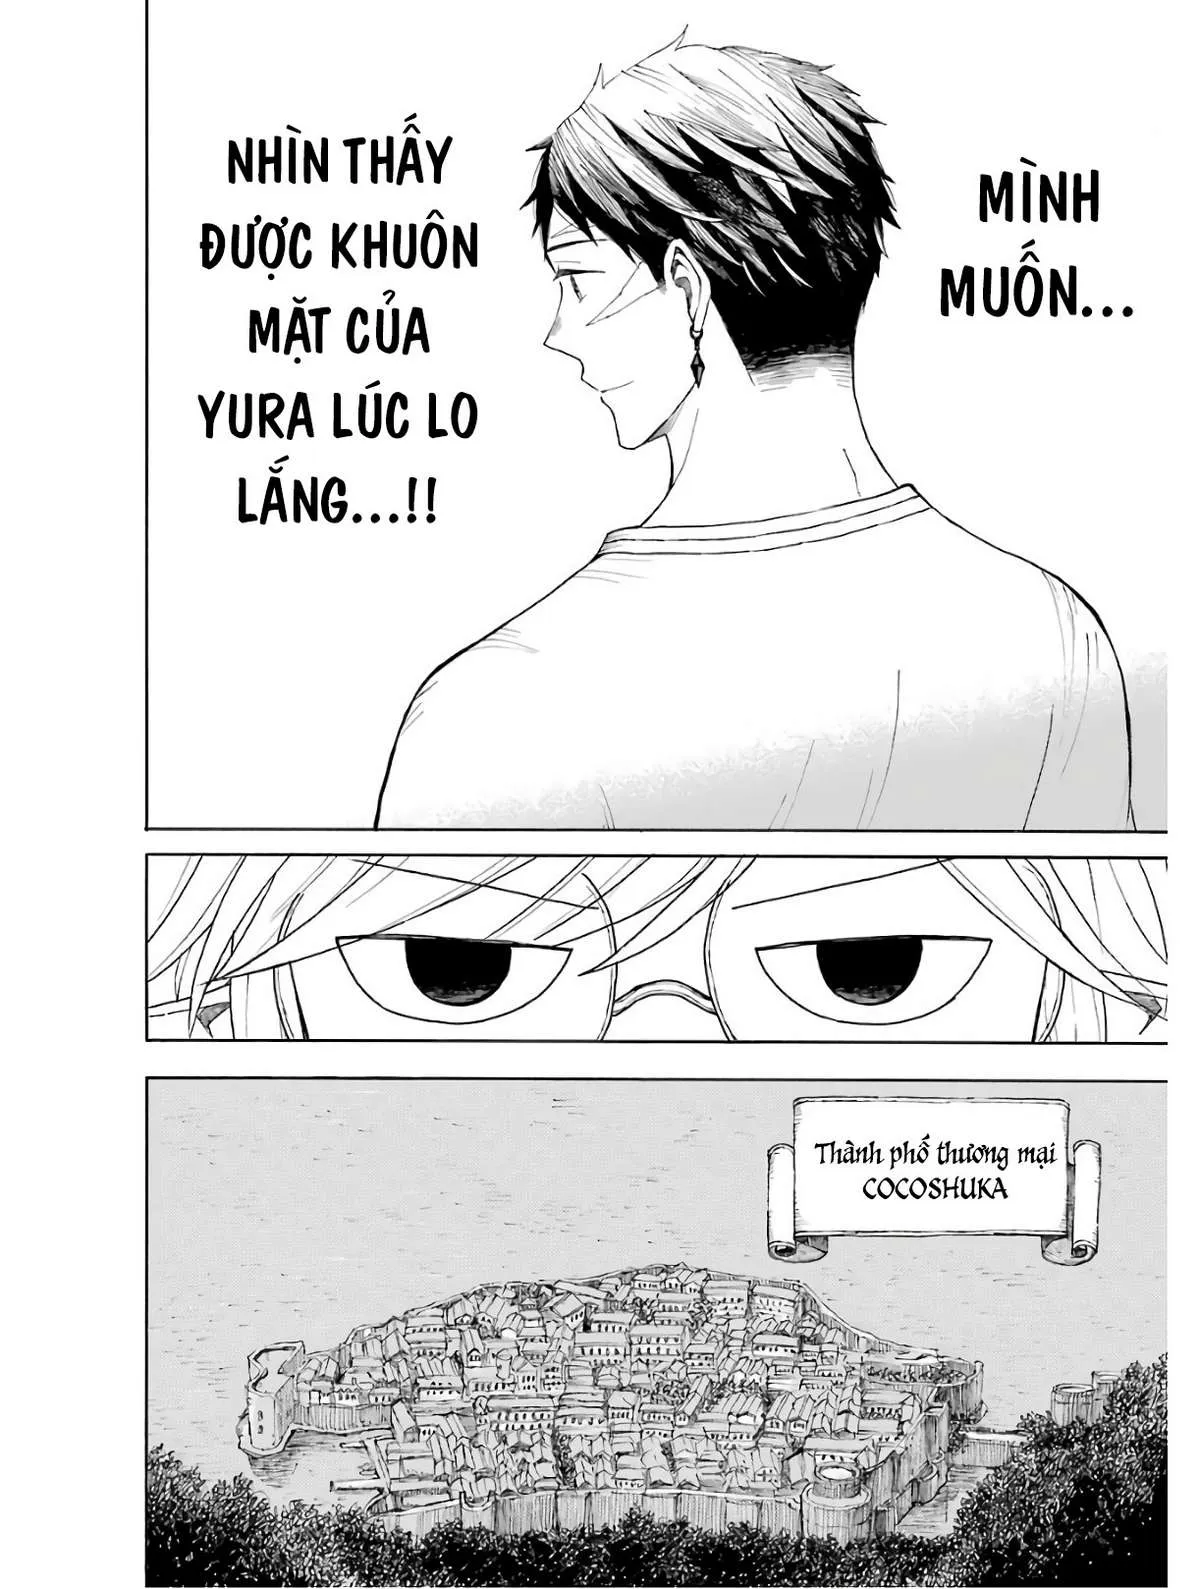 MÌNH
MUỐN...
NHÌN THẤY
ĐƯỢC KHUÔN
MẶT CỦA
YURA LÚC LO
LẮNG...!!
Thành phố thương mại
COCOSHUKA